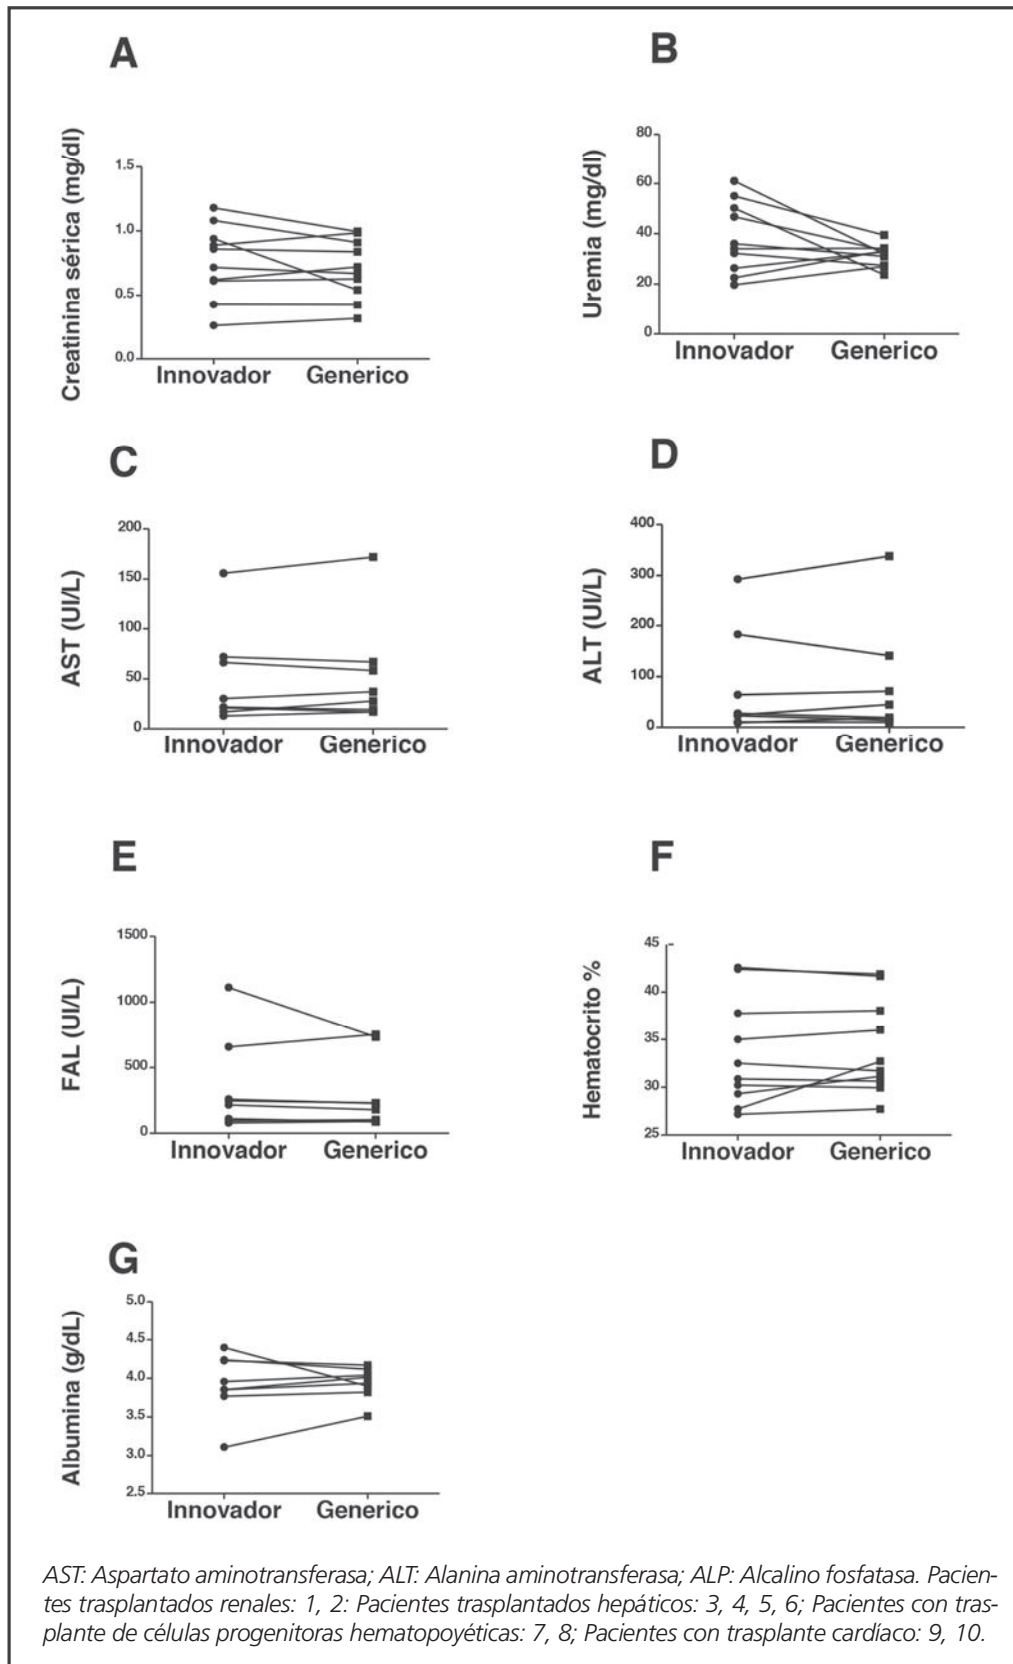 A
Creatinina sérica (mg/dl)
1.5
1.0
0.5
0.0
Innovador Generico
B
Uremia (mg/dl)
80
60
40
20
0
Innovador Generico
C
AST (UI/L)
200
150
100
50
0
Innovador Generico
D
ALT (UI/L)
400
300
200
100
0
Innovador Generico
E
FAL (UI/L)
1500
1000
500
0
Innovador Generico
F
Hematocrito %
45
40
35
30
25
Innovador Generico
G
Albumina (g/dL)
5.0
4.5
4.0
3.5
3.0
2.5
Innovador Generico
AST: Aspartato aminotransferasa; ALT: Alanina aminotransferasa; ALP: Alcalino fosfatasa. Pacien-
tes trasplantados renales: 1, 2: Pacientes trasplantados hepáticos: 3, 4, 5, 6; Pacientes con tras-
plante de células progenitoras hematopoyéticas: 7, 8; Pacientes con trasplante cardíaco: 9, 10.